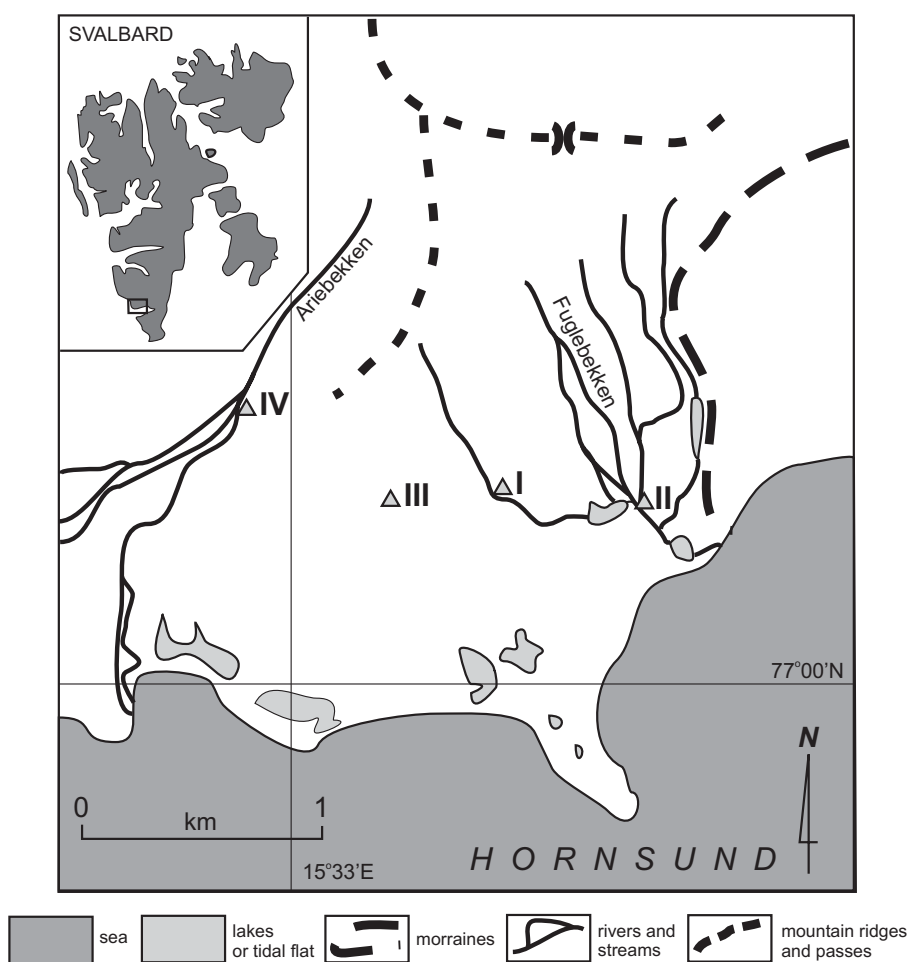 SVALBARD
Ariebekken
Fuglebekken
IV
III
I
II
77°00'N
N
0 1
km
15°33'E
HORNSUND
sea
lakes
or tidal flat
morraines
rivers and
streams
mountain ridges
and passes